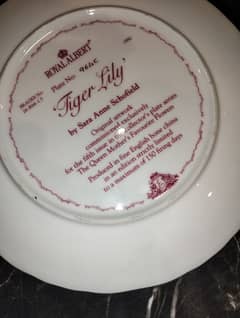 ROYAL ALBERT
Plate No. 962E
'Tiger Lily'
by Sara Anne Schofield
Original artwork
commissioned exclusively
for the fifth issue in the collector's plate series
The Queen Mother's Favourite Flowers
Produced in fine English bone china
in an edition strictly limited
to a maximum of 150 firing days